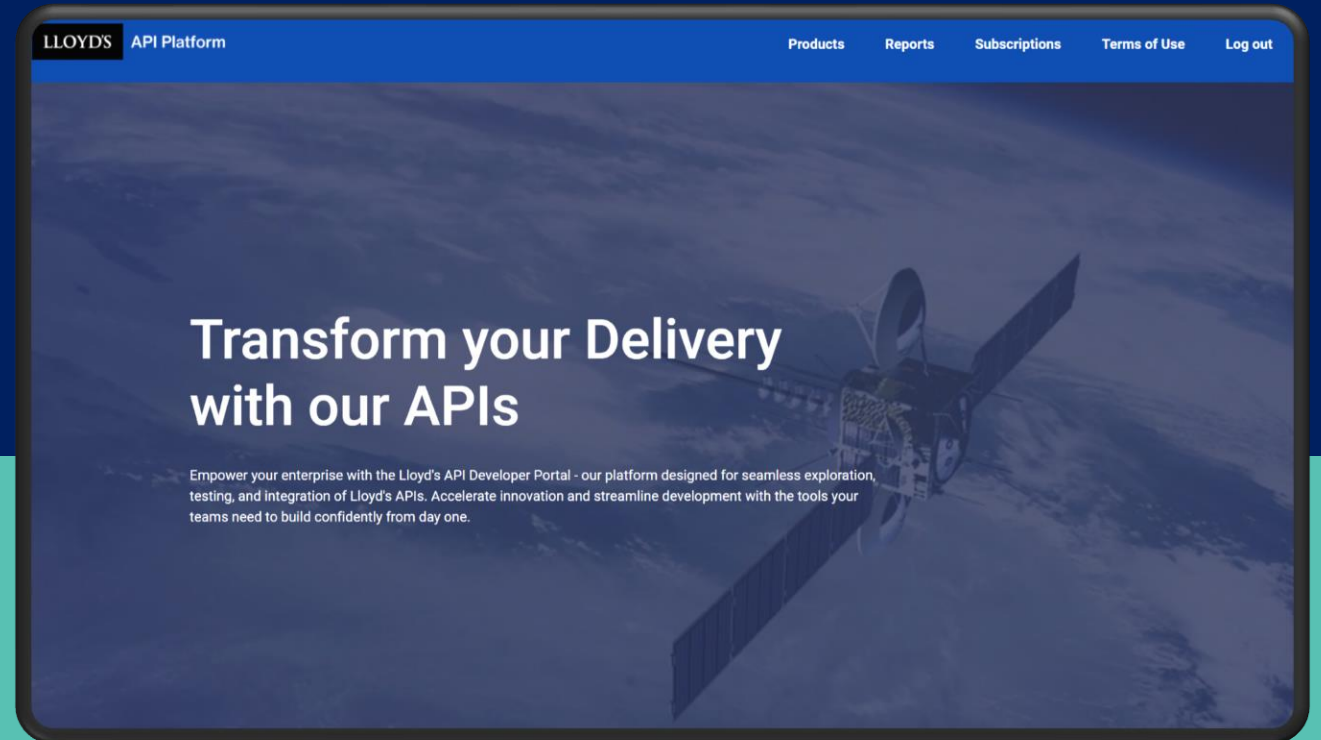 LLOYD'S API Platform Products Reports Subscriptions Terms of Use Log out
Transform your Delivery
with our APIs
Empower your enterprise with the Lloyd's API Developer Portal - our platform designed for seamless exploration,
testing, and integration of Lloyd's APIs. Accelerate innovation and streamline development with the tools your
teams need to build confidently from day one.